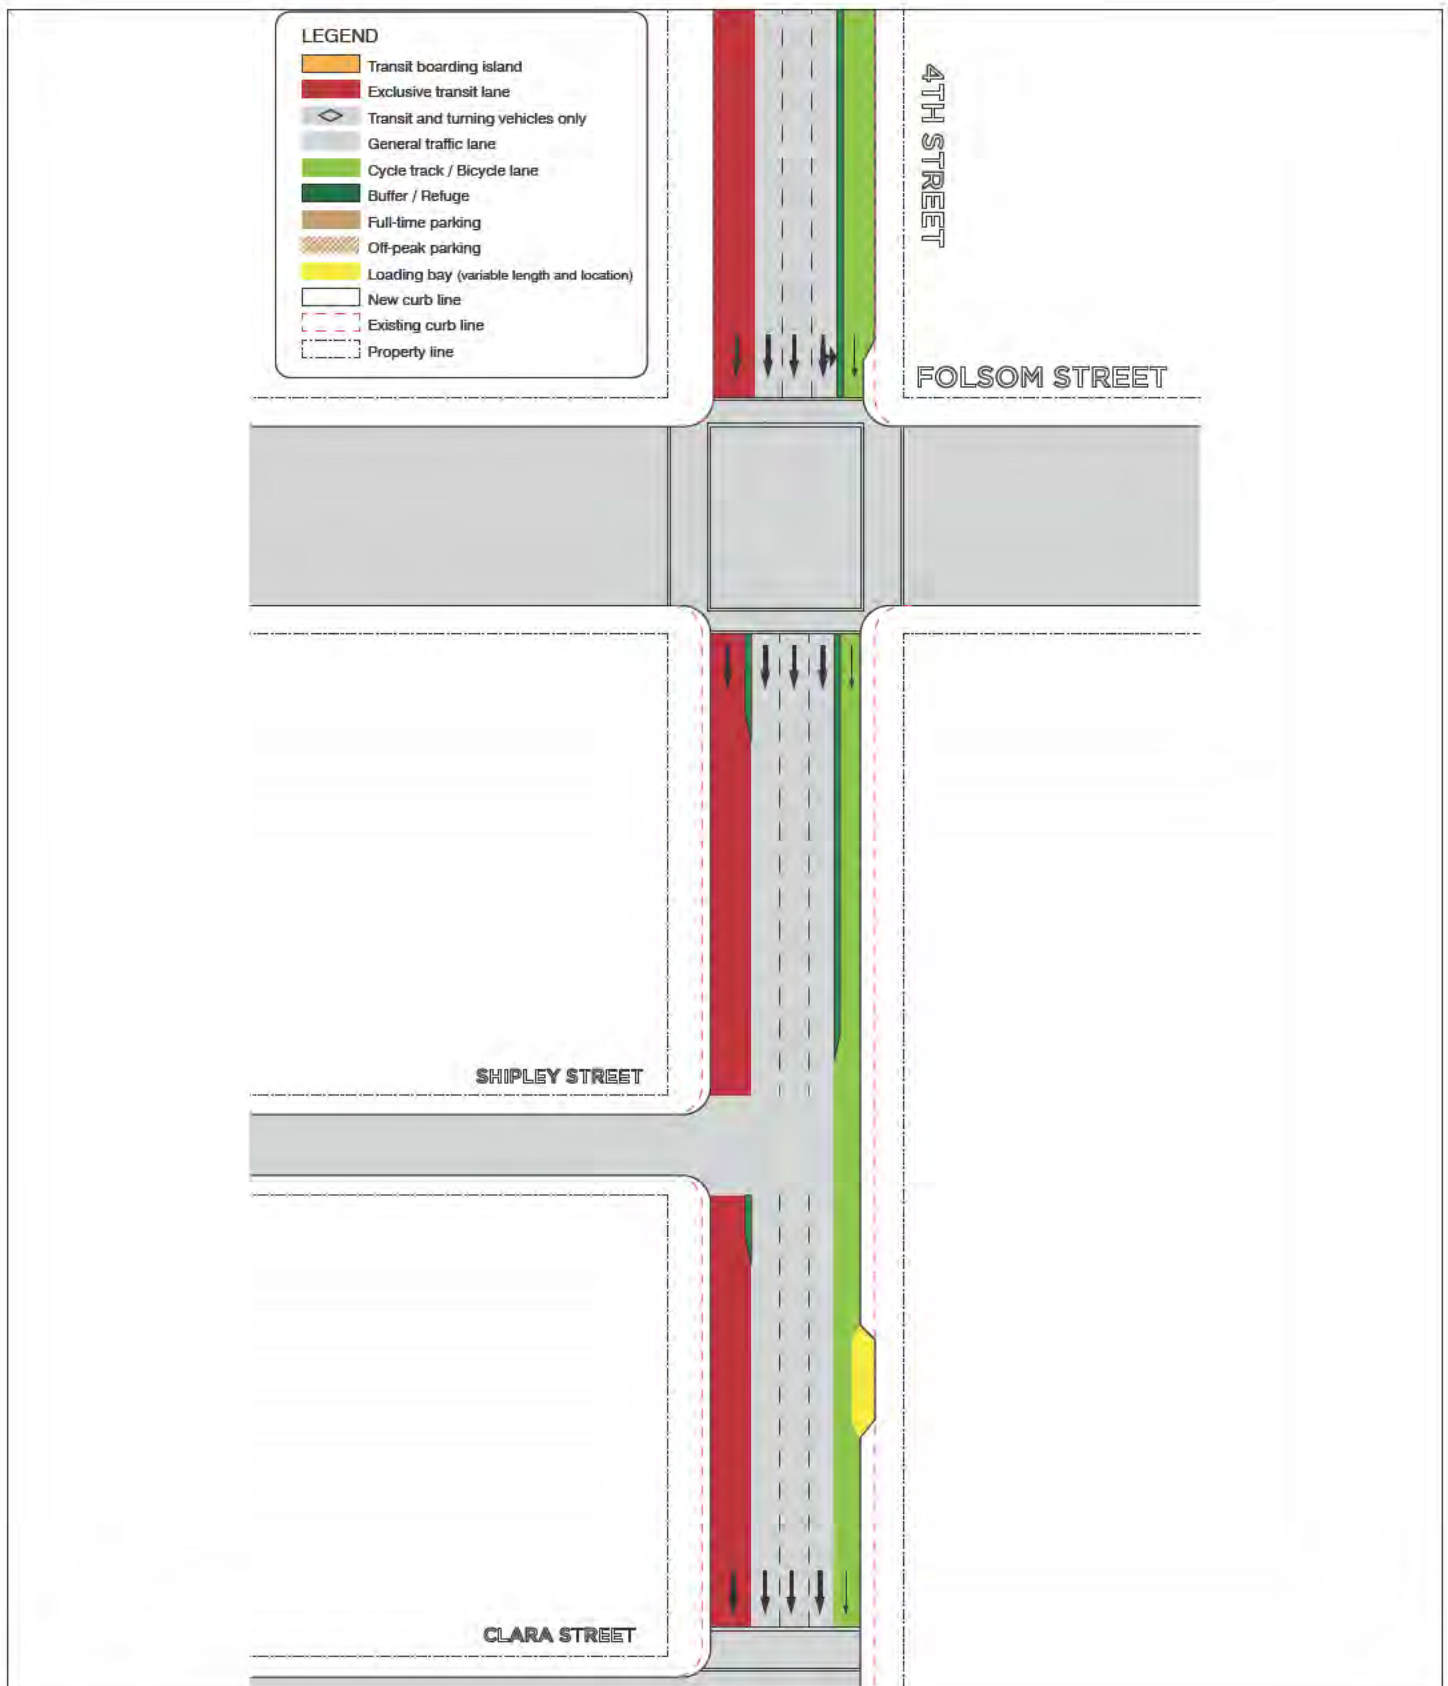 LEGEND
Transit boarding island
Exclusive transit lane
Transit and turning vehicles only
General traffic lane
Cycle track / Bicycle lane
Buffer / Refuge
Full-time parking
Off-peak parking
Loading bay (variable length and location)
New curb line
Existing curb line
Property line
4TH STREET
FOLSOM STREET
SHIPLEY STREET
CLARA STREET